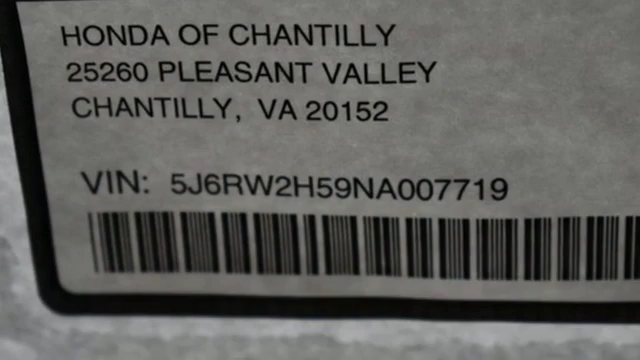 HONDA OF CHANTILLY
25260 PLEASANT VALLEY
CHANTILLY, VA 20152
VIN: 5J6RW2H59NA007719